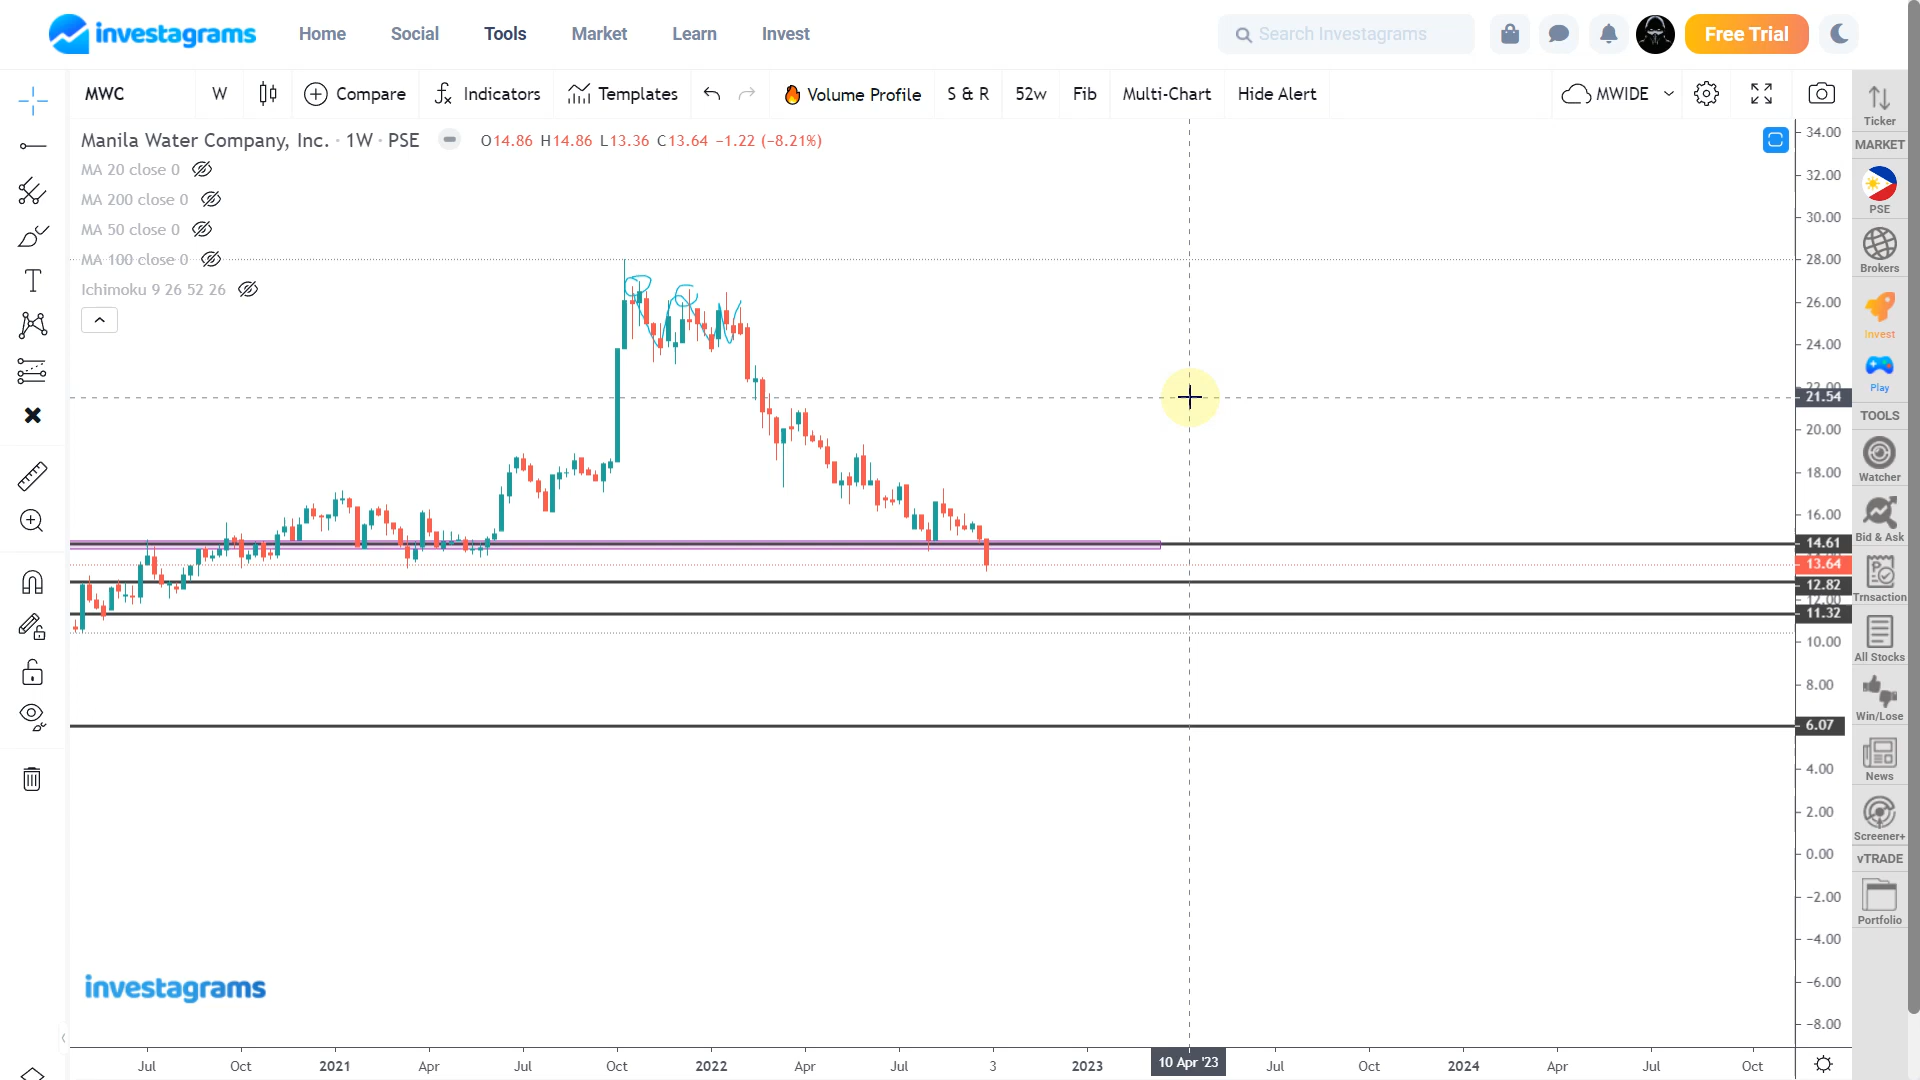 investagrams
Home Social Tools Market Learn Invest
Search Investagrams
Free Trial
MWC W Compare Indicators Templates Volume Profile S & R 52w Fib Multi-Chart Hide Alert MWIDE
Manila Water Company, Inc. · 1W · PSE O14.86 H14.86 L13.36 C13.64 −1.22 (−8.21%)
MA 20 close 0
MA 200 close 0
MA 50 close 0
MA 100 close 0
Ichimoku 9 26 52 26
34.00
32.00
30.00
28.00
26.00
24.00
22.00
21.54
20.00
18.00
16.00
14.61
13.64
12.82
12.00
11.32
10.00
8.00
6.07
4.00
2.00
0.00
−2.00
−4.00
−6.00
−8.00
investagrams
Jul Oct 2021 Apr Jul Oct 2022 Apr Jul 3 2023 10 Apr '23 Jul Oct 2024 Apr Jul Oct
Ticker
MARKET
PSE
Brokers
Invest
Play
TOOLS
Watcher
Bid & Ask
Trnsaction
All Stocks
Win/Lose
News
Screener+
vTRADE
Portfolio